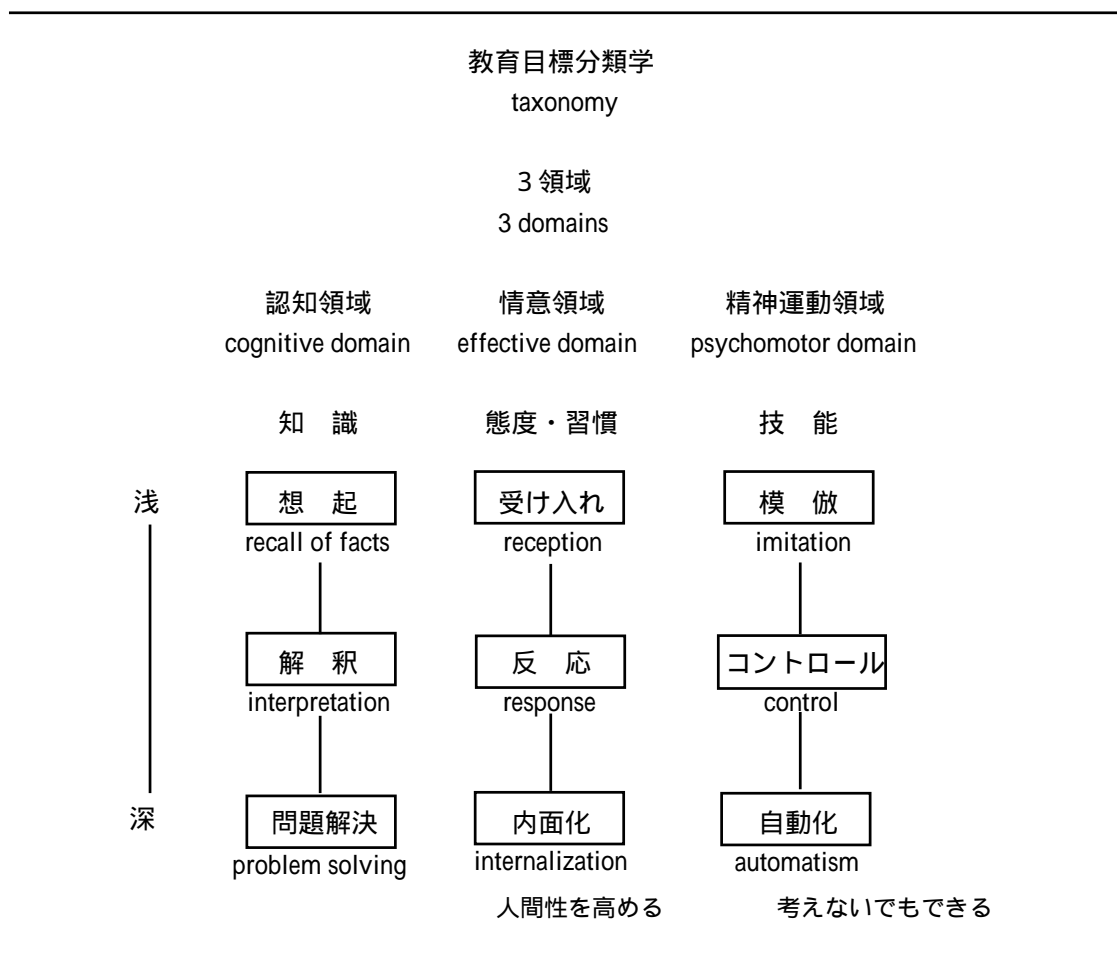 教育目標分類学
taxonomy
3 領域
3 domains
認知領域 情意領域 精神運動領域
cognitive domain effective domain psychomotor domain
知 識 態度・習慣 技 能
浅 想 起 受け入れ 模 倣
recall of facts reception imitation
解 釈 反 応 コントロール
interpretation response control
深 問題解決 内面化 自動化
problem solving internalization automatism
人間性を高める 考えないでもできる